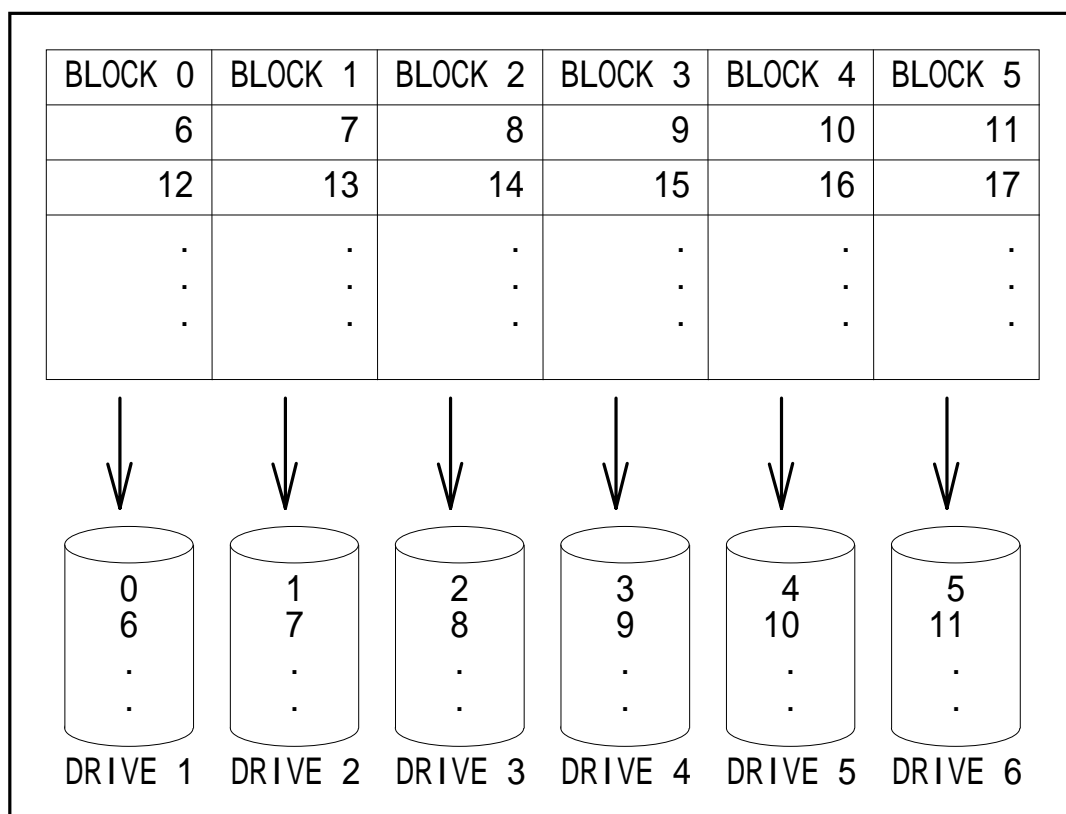 BLOCK 0 BLOCK 1 BLOCK 2 BLOCK 3 BLOCK 4 BLOCK 5
6 7 8 9 10 11
12 13 14 15 16 17
. . . . . .
. . . . . .
. . . . . .
0 1 2 3 4 5
6 7 8 9 10 11
. . . . . .
. . . . . .
DRIVE 1 DRIVE 2 DRIVE 3 DRIVE 4 DRIVE 5 DRIVE 6